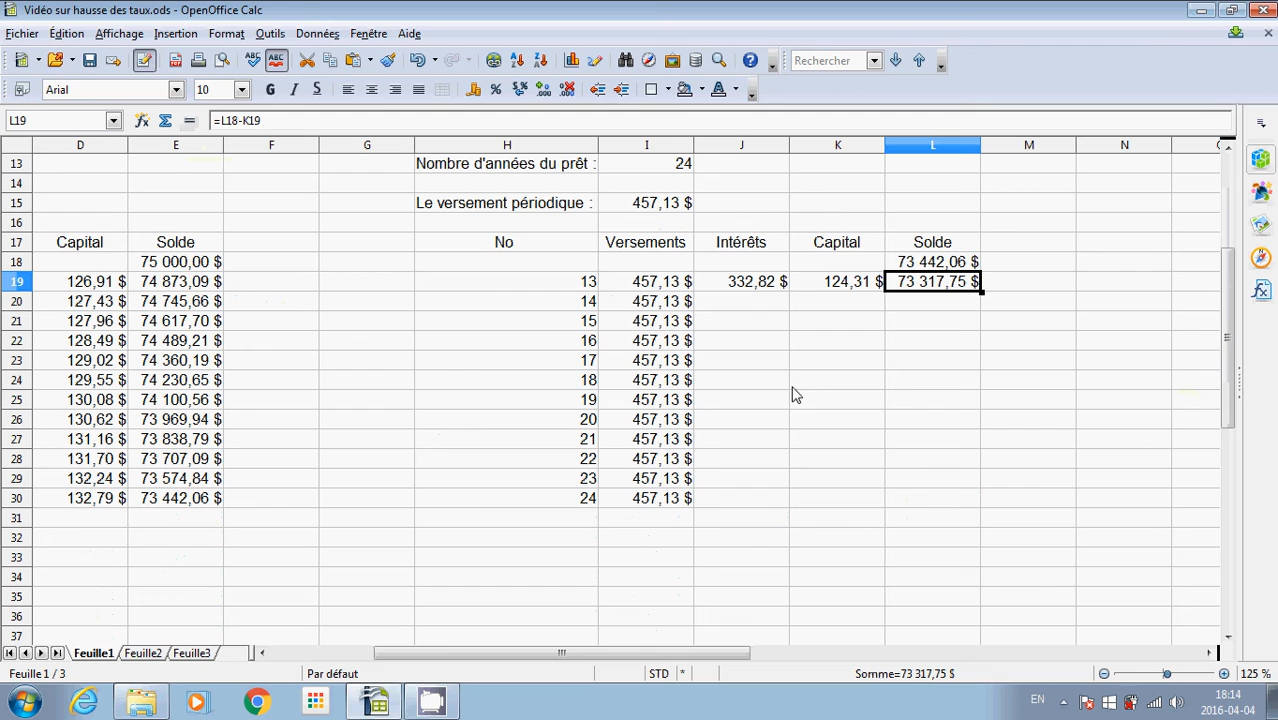 Vidéo sur hausse des taux.ods - OpenOffice Calc
Fichier Édition Affichage Insertion Format Outils Données Fenêtre Aide
ABC ABC Rechercher
Arial 10 G I S
L19 =L18-K19
D E F G H I J K L M N
13 Nombre d'années du prêt : 24
14
15 Le versement périodique : 457,13 $
16
17 Capital Solde No Versements Intérêts Capital Solde
18 75 000,00 $ 73 442,06 $
19 126,91 $ 74 873,09 $ 13 457,13 $ 332,82 $ 124,31 $ 73 317,75 $
20 127,43 $ 74 745,66 $ 14 457,13 $
21 127,96 $ 74 617,70 $ 15 457,13 $
22 128,49 $ 74 489,21 $ 16 457,13 $
23 129,02 $ 74 360,19 $ 17 457,13 $
24 129,55 $ 74 230,65 $ 18 457,13 $
25 130,08 $ 74 100,56 $ 19 457,13 $
26 130,62 $ 73 969,94 $ 20 457,13 $
27 131,16 $ 73 838,79 $ 21 457,13 $
28 131,70 $ 73 707,09 $ 22 457,13 $
29 132,24 $ 73 574,84 $ 23 457,13 $
30 132,79 $ 73 442,06 $ 24 457,13 $
31
32
33
34
35
36
37
Feuille1 Feuille2 Feuille3
Feuille 1 / 3 Par défaut STD * Somme=73 317,75 $ 125 %
EN 18:14
2016-04-04